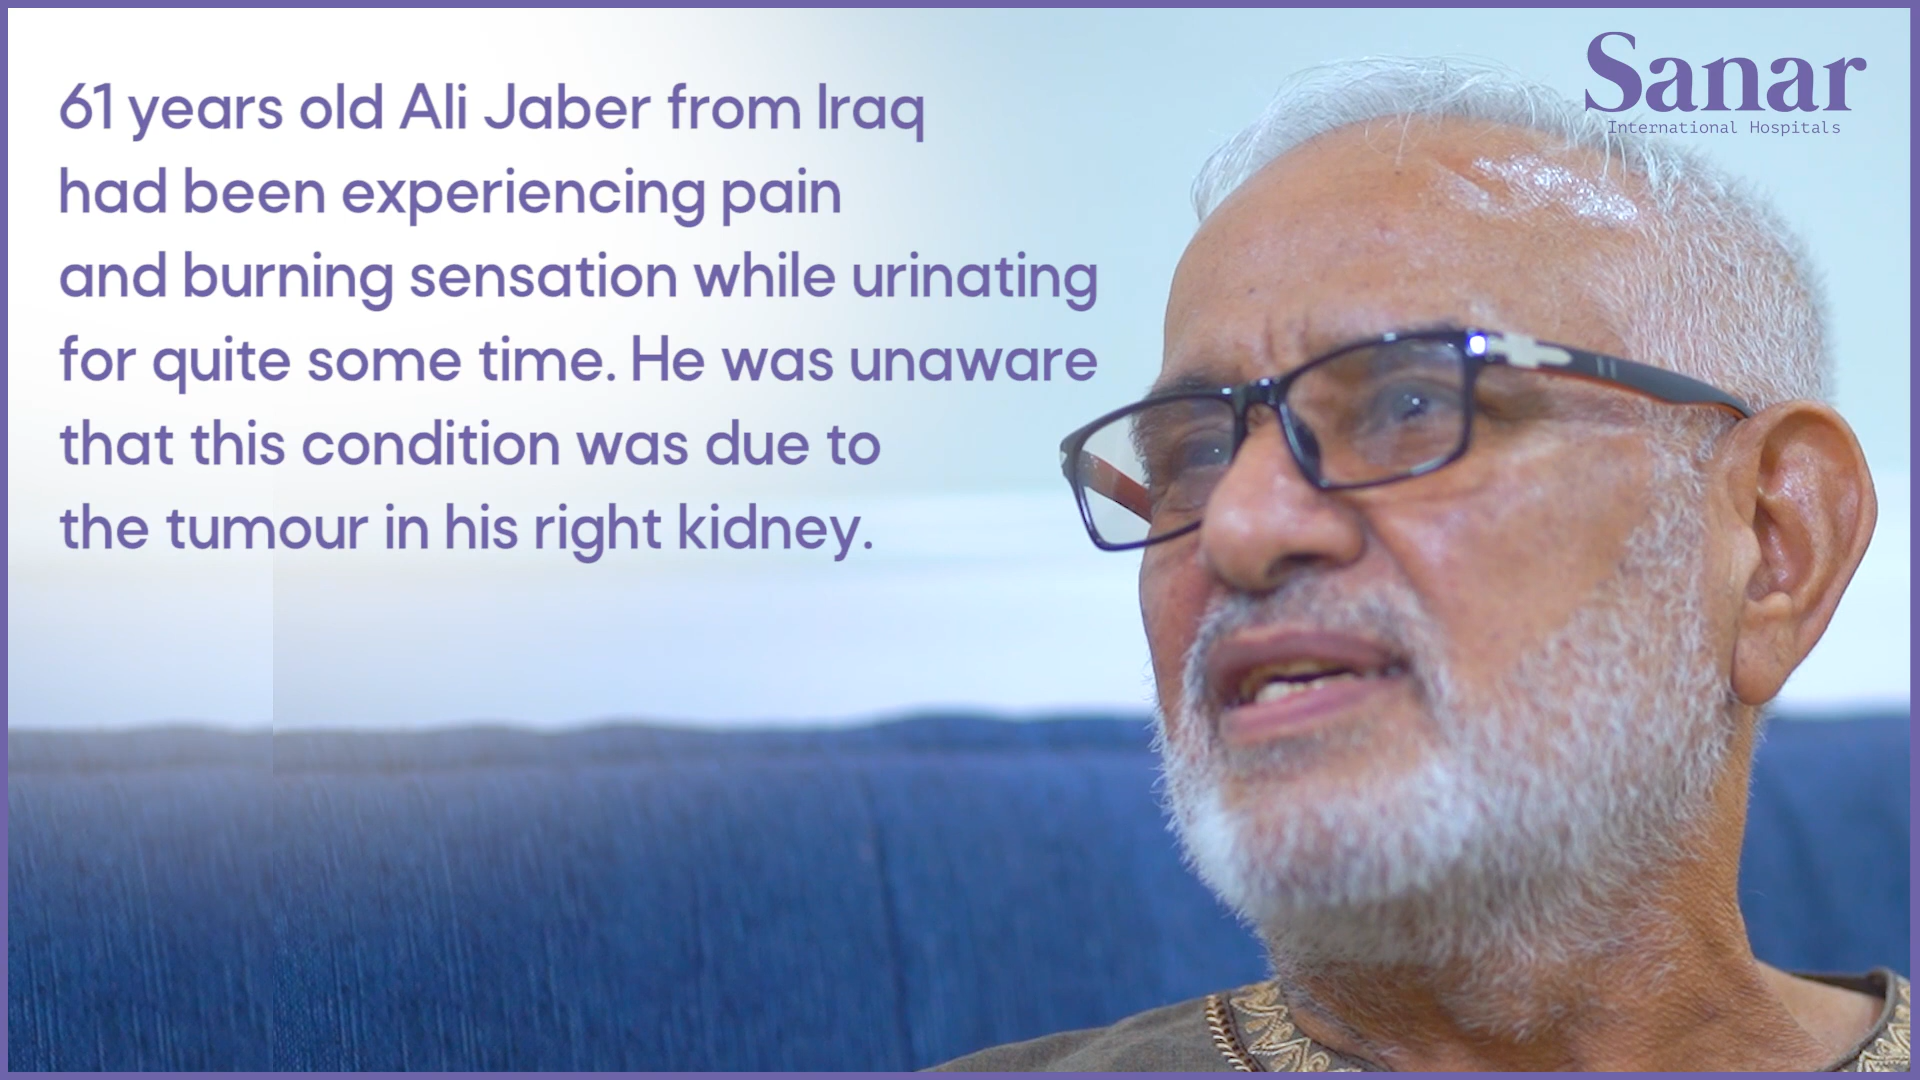 Sanar
International Hospitals
61 years old Ali Jaber from Iraq
had been experiencing pain
and burning sensation while urinating
for quite some time. He was unaware
that this condition was due to
the tumour in his right kidney.